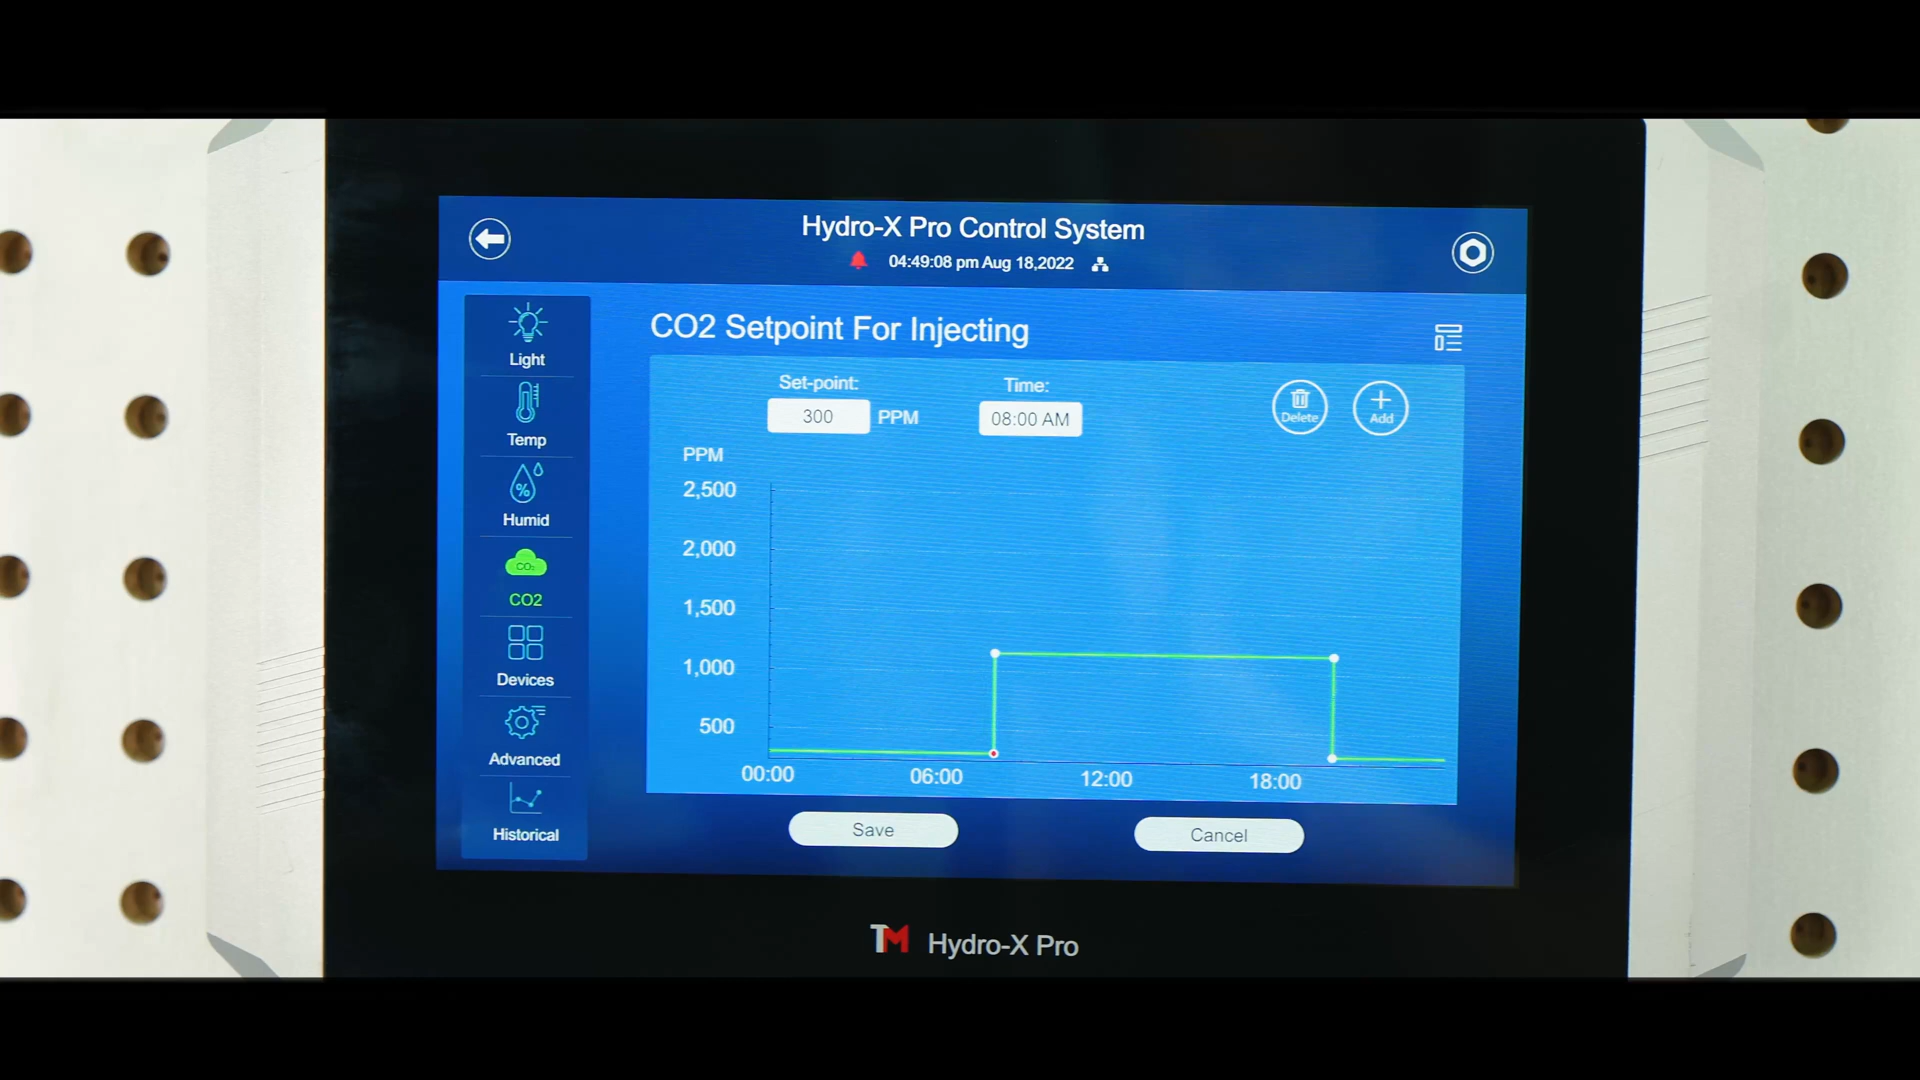 Hydro-X Pro Control System
04:49:08 pm Aug 18,2022
Light
Temp
%
Humid
CO₂
CO2
Devices
Advanced
Historical
CO2 Setpoint For Injecting
Set-point:
300 PPM
Time:
08:00 AM
Delete
Add
PPM
2,500
2,000
1,500
1,000
500
00:00 06:00 12:00 18:00
Save Cancel
TM Hydro-X Pro